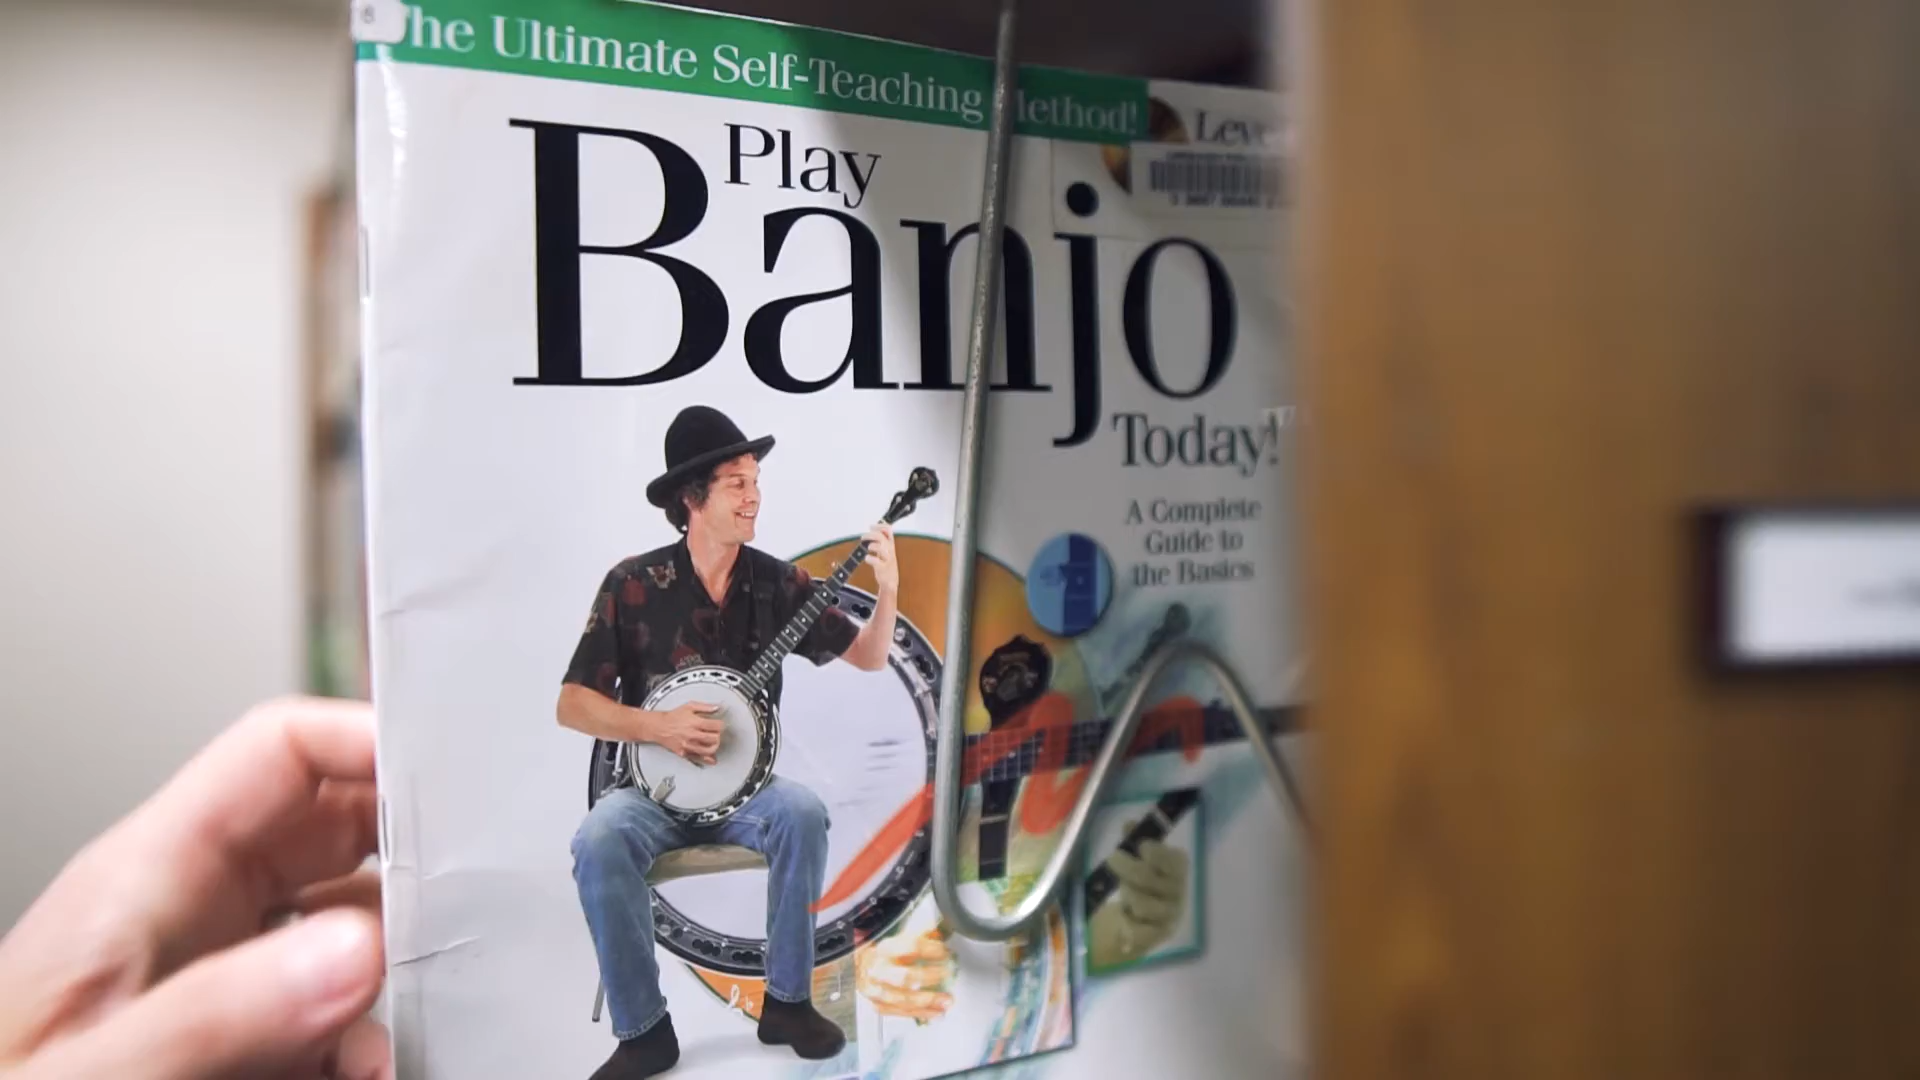 The Ultimate Self-Teaching Method!
Play
Banjo
Today!
A Complete
Guide to
the Basics